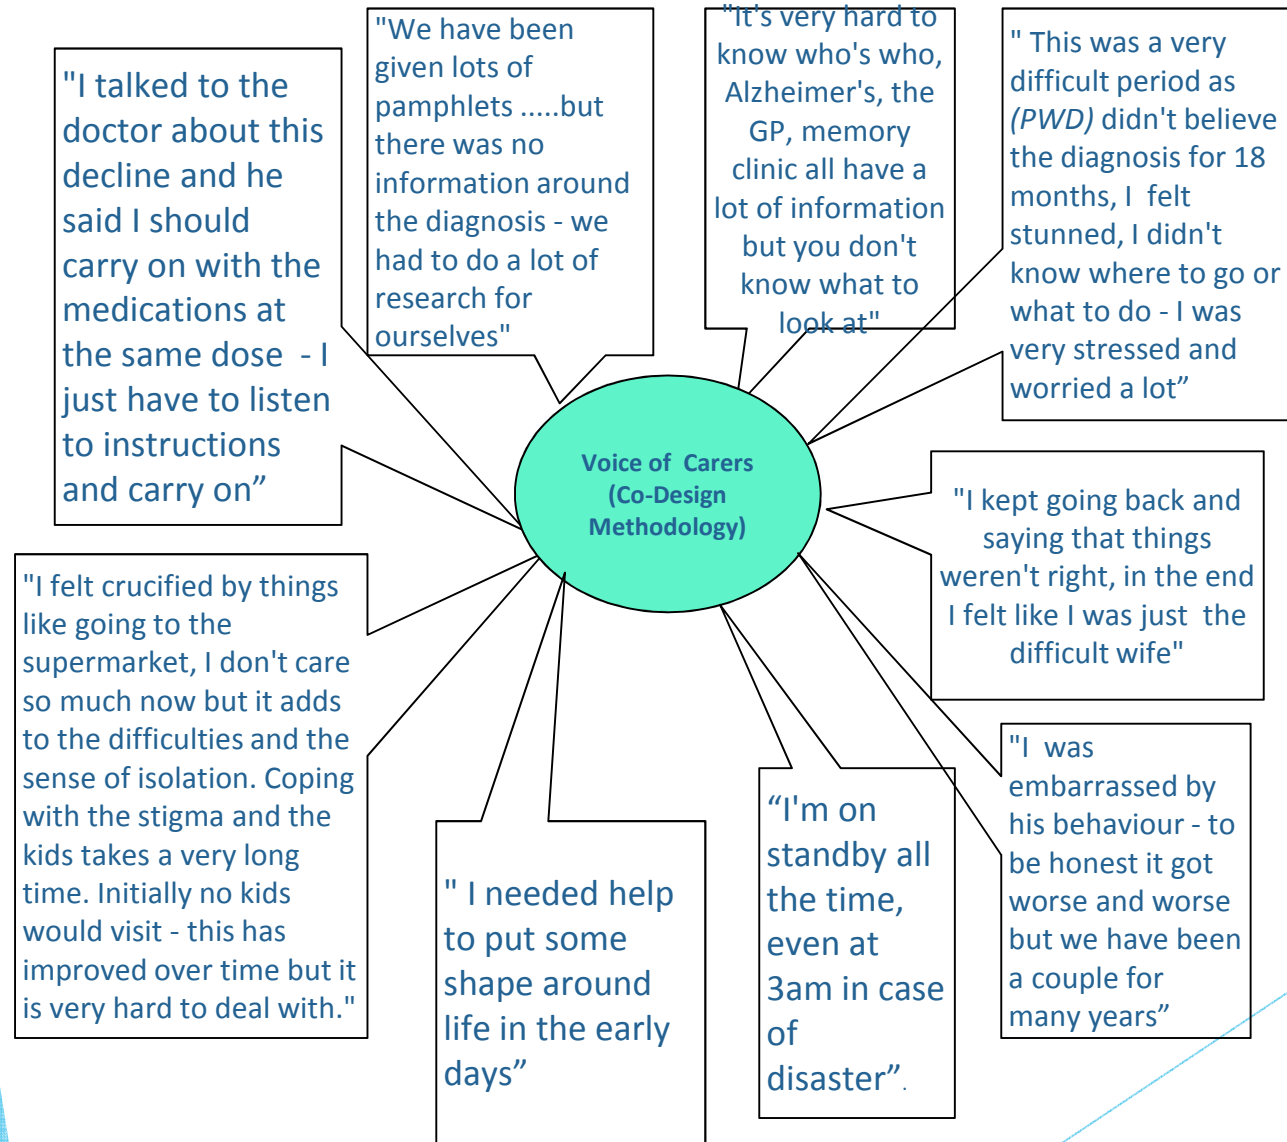 "I talked to the
doctor about this
decline and he
said I should
carry on with the
medications at
the same dose  - I
just have to listen
to instructions
and carry on”
"We have been
given lots of
pamphlets .....but
there was no
information around
the diagnosis - we
had to do a lot of
research for
ourselves"
"It's very hard to
know who's who,
Alzheimer's, the
GP, memory
clinic all have a
lot of information
but you don't
know what to
look at"
" This was a very
difficult period as
(PWD) didn't believe
the diagnosis for 18
months, I  felt
stunned, I didn't
know where to go or
what to do - I was
very stressed and
worried a lot”
Voice of  Carers
(Co-Design
Methodology)
"I kept going back and
saying that things
weren't right, in the end
I felt like I was just  the
difficult wife"
"I felt crucified by things
like going to the
supermarket, I don't care
so much now but it adds
to the difficulties and the
sense of isolation. Coping
with the stigma and the
kids takes a very long
time. Initially no kids
would visit - this has
improved over time but it
is very hard to deal with."
" I needed help
to put some
shape around
life in the early
days”
“I'm on
standby all
the time,
even at
3am in case
of
disaster”.
"I  was
embarrassed by
his behaviour - to
be honest it got
worse and worse
but we have been
a couple for
many years”